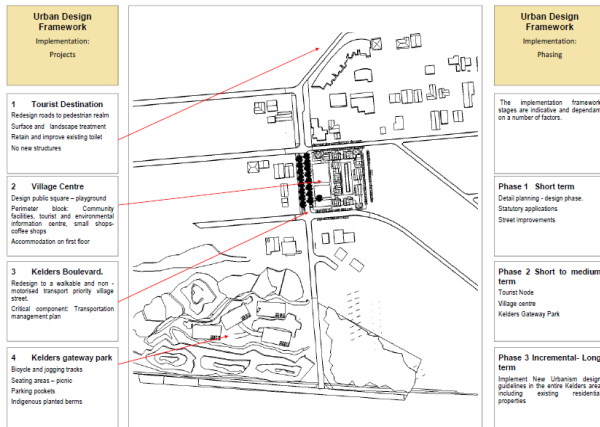 Urban Design
Framework
Implementation:
Projects
1 Tourist Destination
Redesign roads to pedestrian realm
Surface and landscape treatment
Retain and improve existing toilet
No new structures
2 Village Centre
Design public square – playground
Perimeter block: Community
facilities, tourist and environmental
information centre, small shops-
coffee shops
Accommodation on first floor
3 Kelders Boulevard.
Redesign to a walkable and non -
motorised transport priority village
street.
Critical component: Transportation
management plan
4 Kelders gateway park
Bicycle and jogging tracks
Seating areas – picnic
Parking pockets
Indigenous planted berms
Urban Design
Framework
Implementation:
Phasing
The implementation framework
stages are indicative and dependant
on a number of factors.
Phase 1 Short term
Detail planning - design phase.
Statutory applications
Street improvements
Phase 2 Short to medium
term
Tourist Node
Village centre
Kelders Gateway Park
Phase 3 Incremental- Long
term
Implement New Urbanism design
guidelines in the entire Kelders area
including existing residential
properties